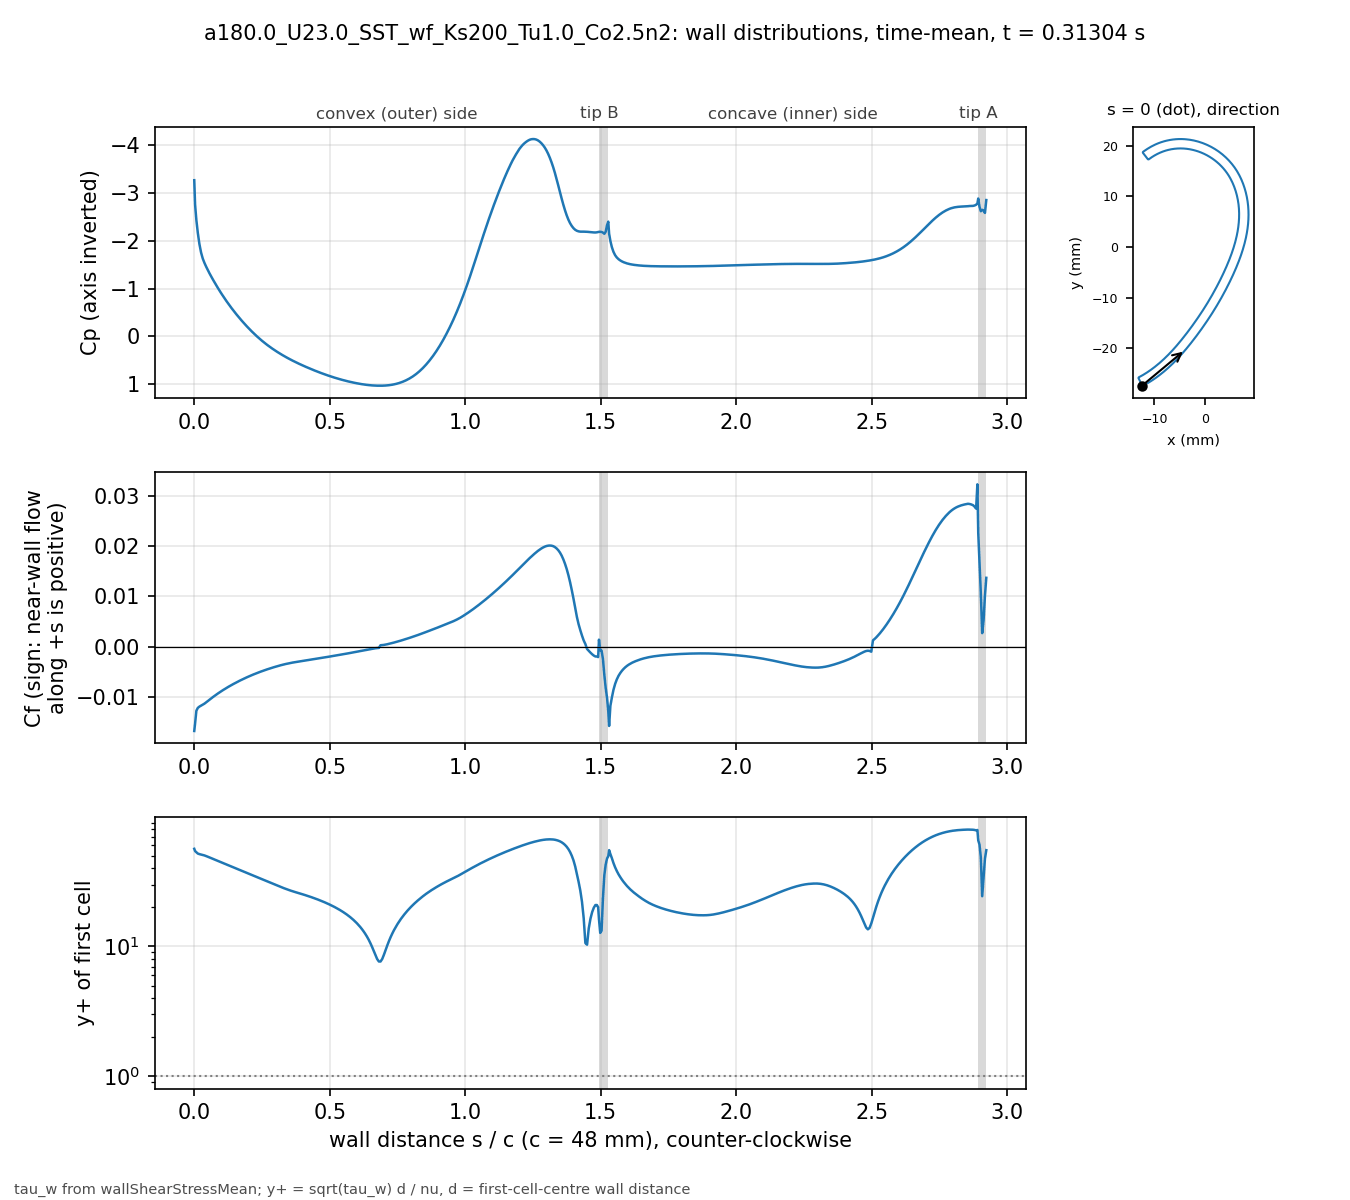 a180.0_U23.0_SST_wf_Ks200_Tu1.0_Co2.5n2: wall distributions, time-mean, t = 0.31304 s
convex (outer) side
tip B
concave (inner) side
tip A
s = 0 (dot), direction
Cp (axis inverted)
−4
−3
−2
−1
0
1
0.0 0.5 1.0 1.5 2.0 2.5 3.0
y (mm)
20
10
0
−10
−20
−10 0
x (mm)
Cf (sign: near-wall flow
along +s is positive)
0.03
0.02
0.01
0.00
−0.01
0.0 0.5 1.0 1.5 2.0 2.5 3.0
y+ of first cell
10¹
10⁰
0.0 0.5 1.0 1.5 2.0 2.5 3.0
wall distance s / c (c = 48 mm), counter-clockwise
tau_w from wallShearStressMean; y+ = sqrt(tau_w) d / nu, d = first-cell-centre wall distance